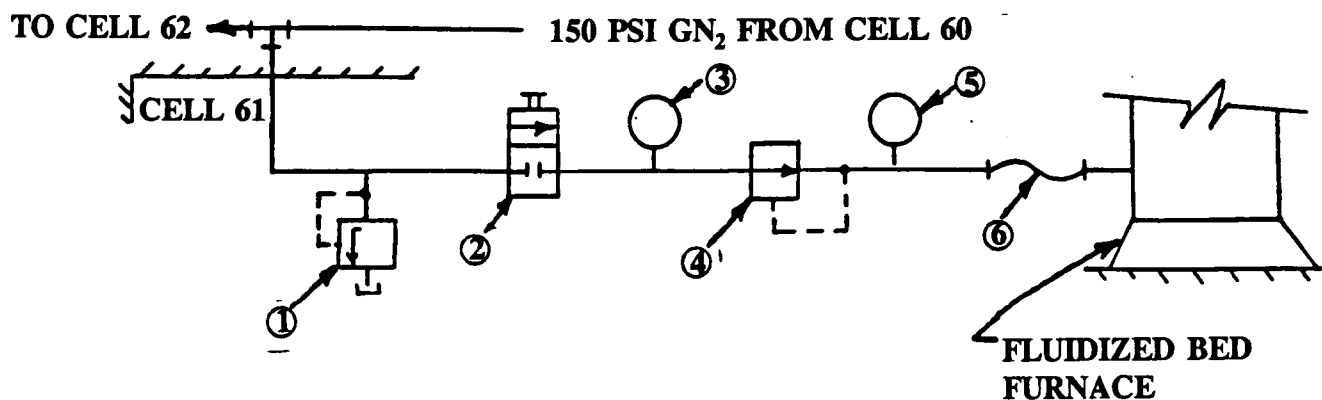 TO CELL 62
150 PSI GN₂ FROM CELL 60
CELL 61
3
5
2
4
6
1
FLUIDIZED BED
FURNACE